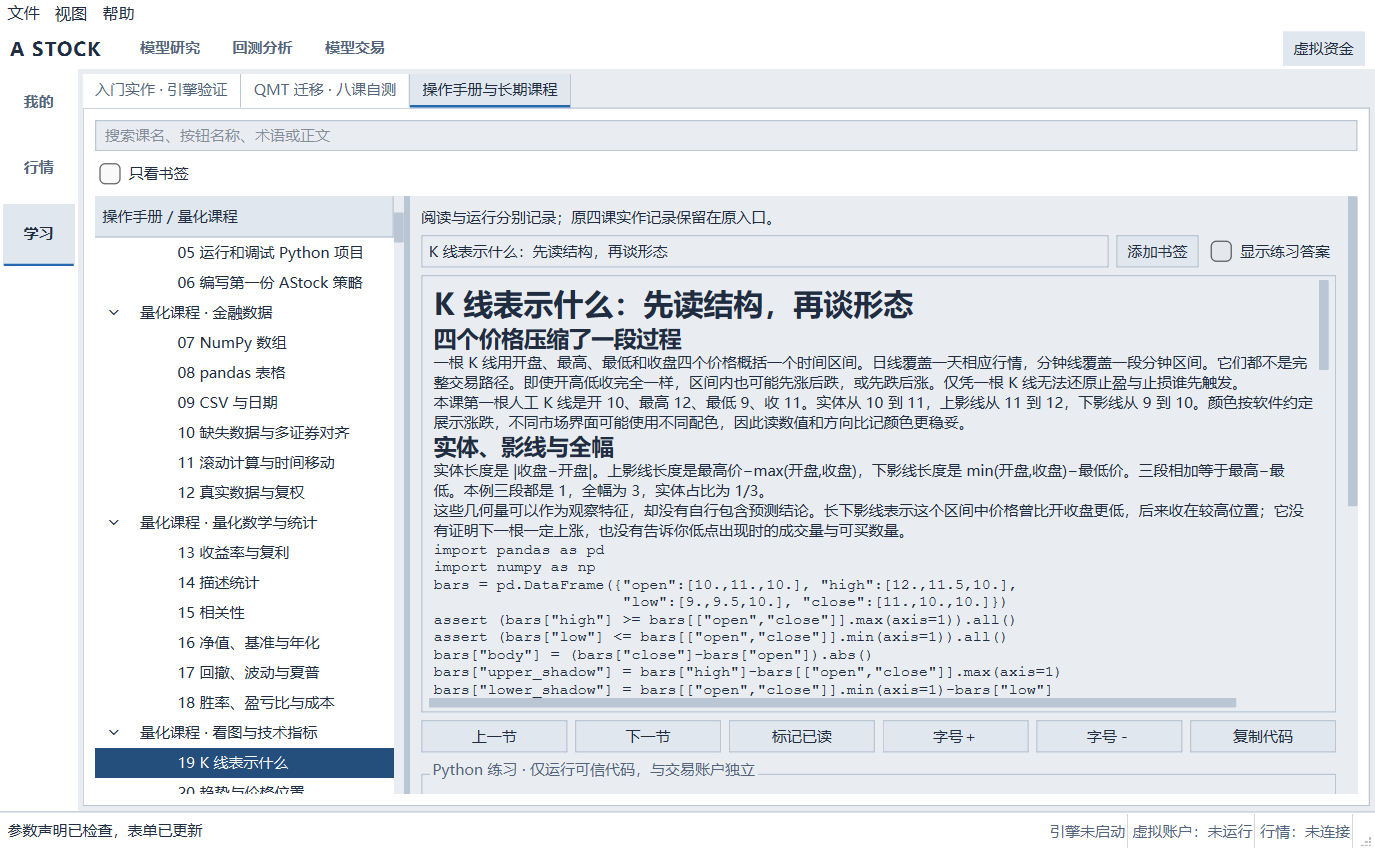 文件 视图 帮助
A STOCK 模型研究 回测分析 模型交易 虚拟资金
我的
行情
学习
入门实作 · 引擎验证 QMT 迁移 · 八课自测 操作手册与长期课程
搜索课名、按钮名称、术语或正文
只看书签
操作手册 / 量化课程
05 运行和调试 Python 项目
06 编写第一份 AStock 策略
量化课程 · 金融数据
07 NumPy 数组
08 pandas 表格
09 CSV 与日期
10 缺失数据与多证券对齐
11 滚动计算与时间移动
12 真实数据与复权
量化课程 · 量化数学与统计
13 收益率与复利
14 描述统计
15 相关性
16 净值、基准与年化
17 回撤、波动与夏普
18 胜率、盈亏比与成本
量化课程 · 看图与技术指标
19 K 线表示什么
20 趋势与价格位置
阅读与运行分别记录；原四课实作记录保留在原入口。
K 线表示什么：先读结构，再谈形态 添加书签 显示练习答案
K 线表示什么：先读结构，再谈形态
四个价格压缩了一段过程
一根 K 线用开盘、最高、最低和收盘四个价格概括一个时间区间。日线覆盖一天相应行情，分钟线覆盖一段分钟区间。它们都不是完
整交易路径。即使开高低收完全一样，区间内也可能先涨后跌，或先跌后涨。仅凭一根 K 线无法还原止盈与止损谁先触发。
本课第一根人工 K 线是开 10、最高 12、最低 9、收 11。实体从 10 到 11，上影线从 11 到 12，下影线从 9 到 10。颜色按软件约定
展示涨跌，不同市场界面可能使用不同配色，因此读数值和方向比记颜色更稳妥。
实体、影线与全幅
实体长度是 |收盘−开盘|。上影线长度是最高价−max(开盘,收盘)，下影线长度是 min(开盘,收盘)−最低价。三段相加等于最高−最
低。本例三段都是 1，全幅为 3，实体占比为 1/3。
这些几何量可以作为观察特征，却没有自行包含预测结论。长下影线表示这个区间中价格曾比开收盘更低，后来收在较高位置；它没
有证明下一根一定上涨，也没有告诉你低点出现时的成交量与可买数量。
import pandas as pd
import numpy as np
bars = pd.DataFrame({"open":[10.,11.,10.], "high":[12.,11.5,10.],
"low":[9.,9.5,10.], "close":[11.,10.,10.]})
assert (bars["high"] >= bars[["open","close"]].max(axis=1)).all()
assert (bars["low"] <= bars[["open","close"]].min(axis=1)).all()
bars["body"] = (bars["close"]-bars["open"]).abs()
bars["upper_shadow"] = bars["high"]-bars[["open","close"]].max(axis=1)
bars["lower_shadow"] = bars[["open","close"]].min(axis=1)-bars["low"]
上一节 下一节 标记已读 字号 + 字号 - 复制代码
Python 练习 · 仅运行可信代码，与交易账户独立
参数声明已检查，表单已更新 引擎未启动 虚拟账户：未运行 行情：未连接